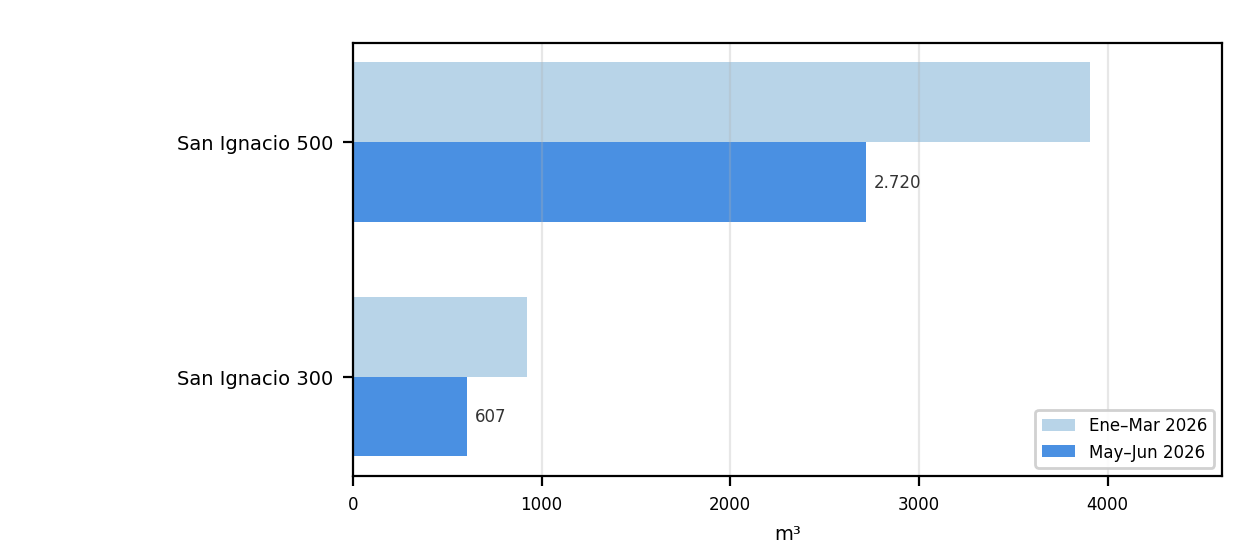 San Ignacio 500
2.720
San Ignacio 300
607
Ene–Mar 2026
May–Jun 2026
0 1000 2000 3000 4000
m³